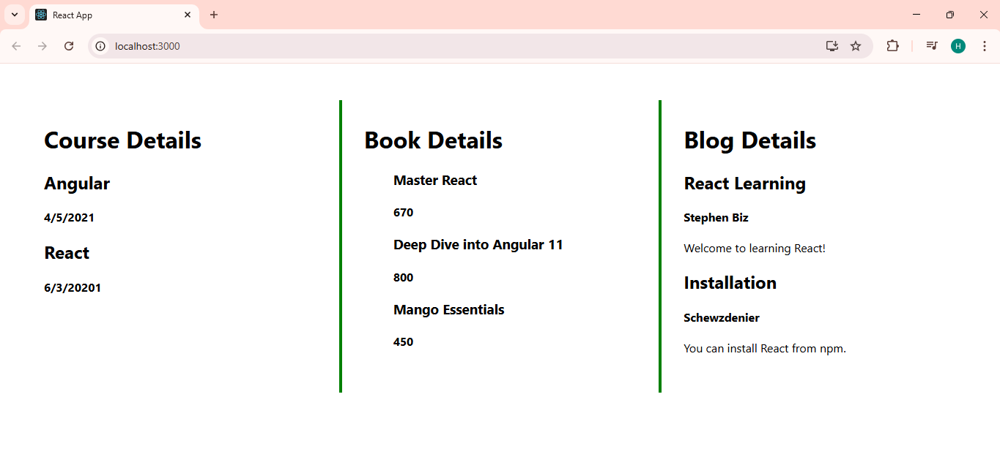 React App
localhost:3000
H
Course Details
Angular
4/5/2021
React
6/3/20201
Book Details
Master React
670
Deep Dive into Angular 11
800
Mango Essentials
450
Blog Details
React Learning
Stephen Biz
Welcome to learning React!
Installation
Schewzdenier
You can install React from npm.